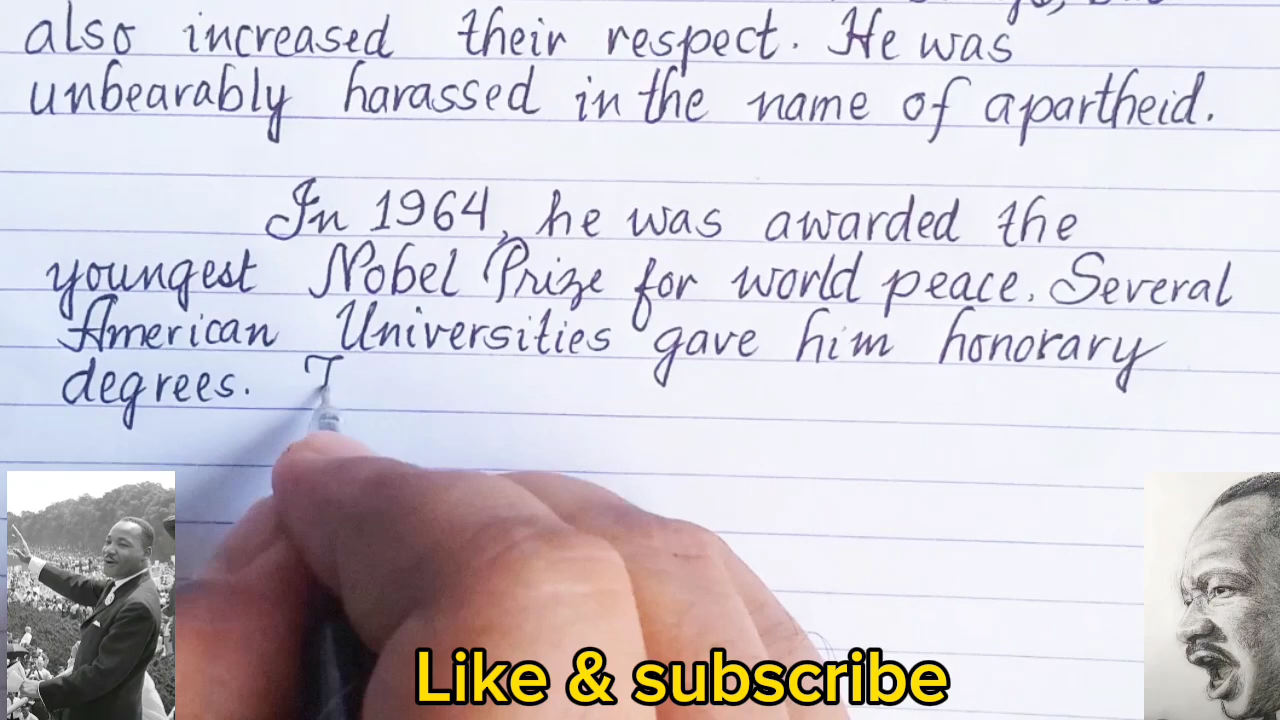 also increased their respect. He was
unbearably harassed in the name of apartheid.
In 1964, he was awarded the
youngest Nobel Prize for world peace. Several
American Universities gave him honorary
degrees. T
Like & subscribe